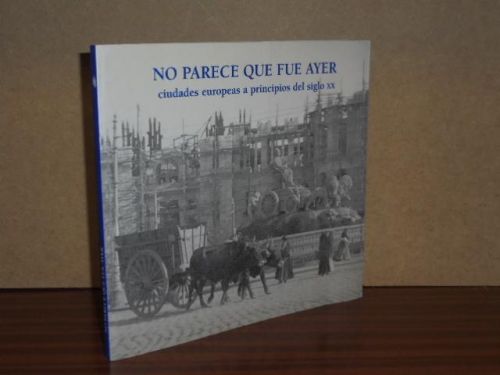 NO PARECE QUE FUE AYER
ciudades europeas a principios del siglo XX